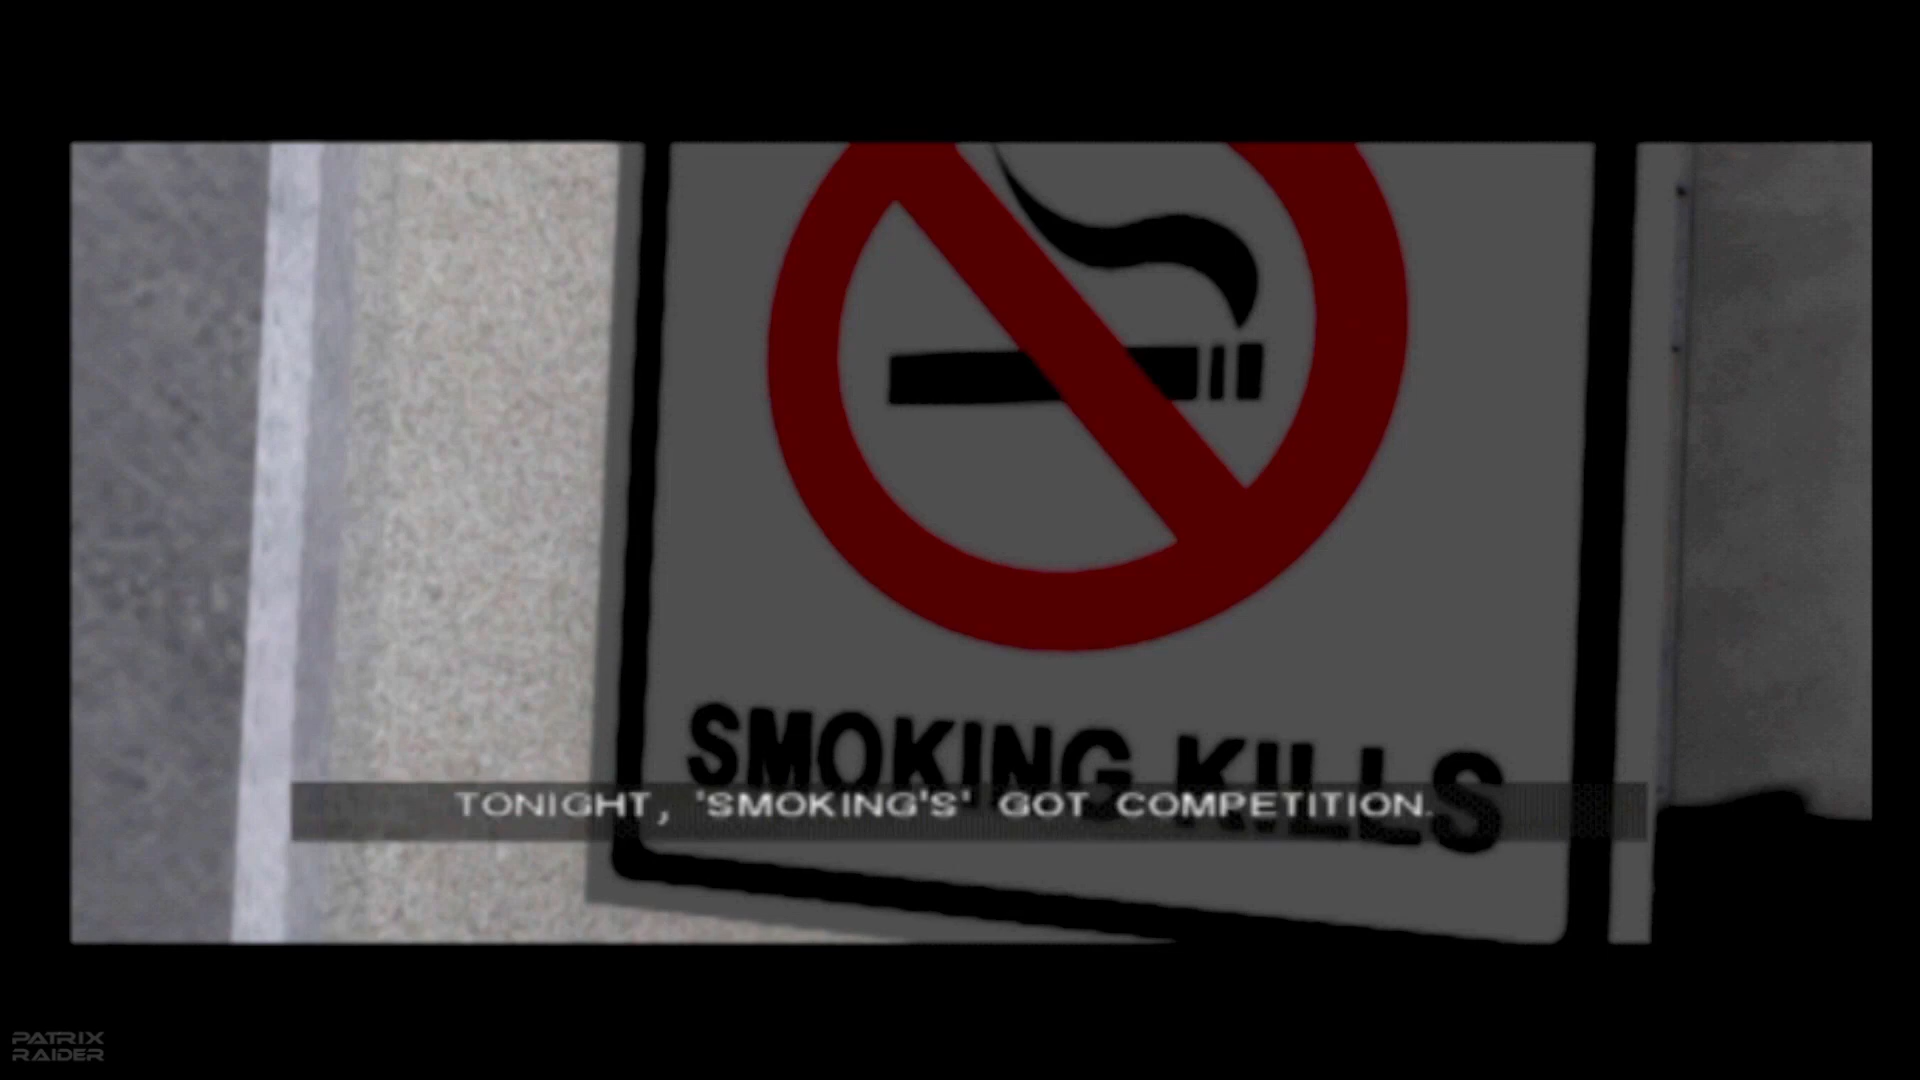 SMOKING KILLS
TONIGHT, 'SMOKING'S' GOT COMPETITION.
PATRIX
RAIDER